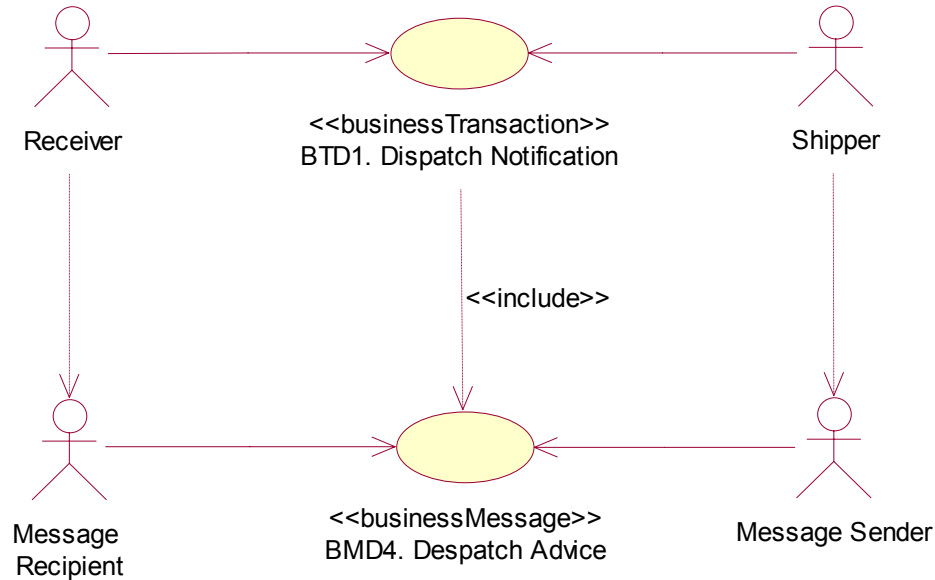 Receiver
<<businessTransaction>>
BTD1. Dispatch Notification
Shipper
<<include>>
Message
Recipient
<<businessMessage>>
BMD4. Despatch Advice
Message Sender